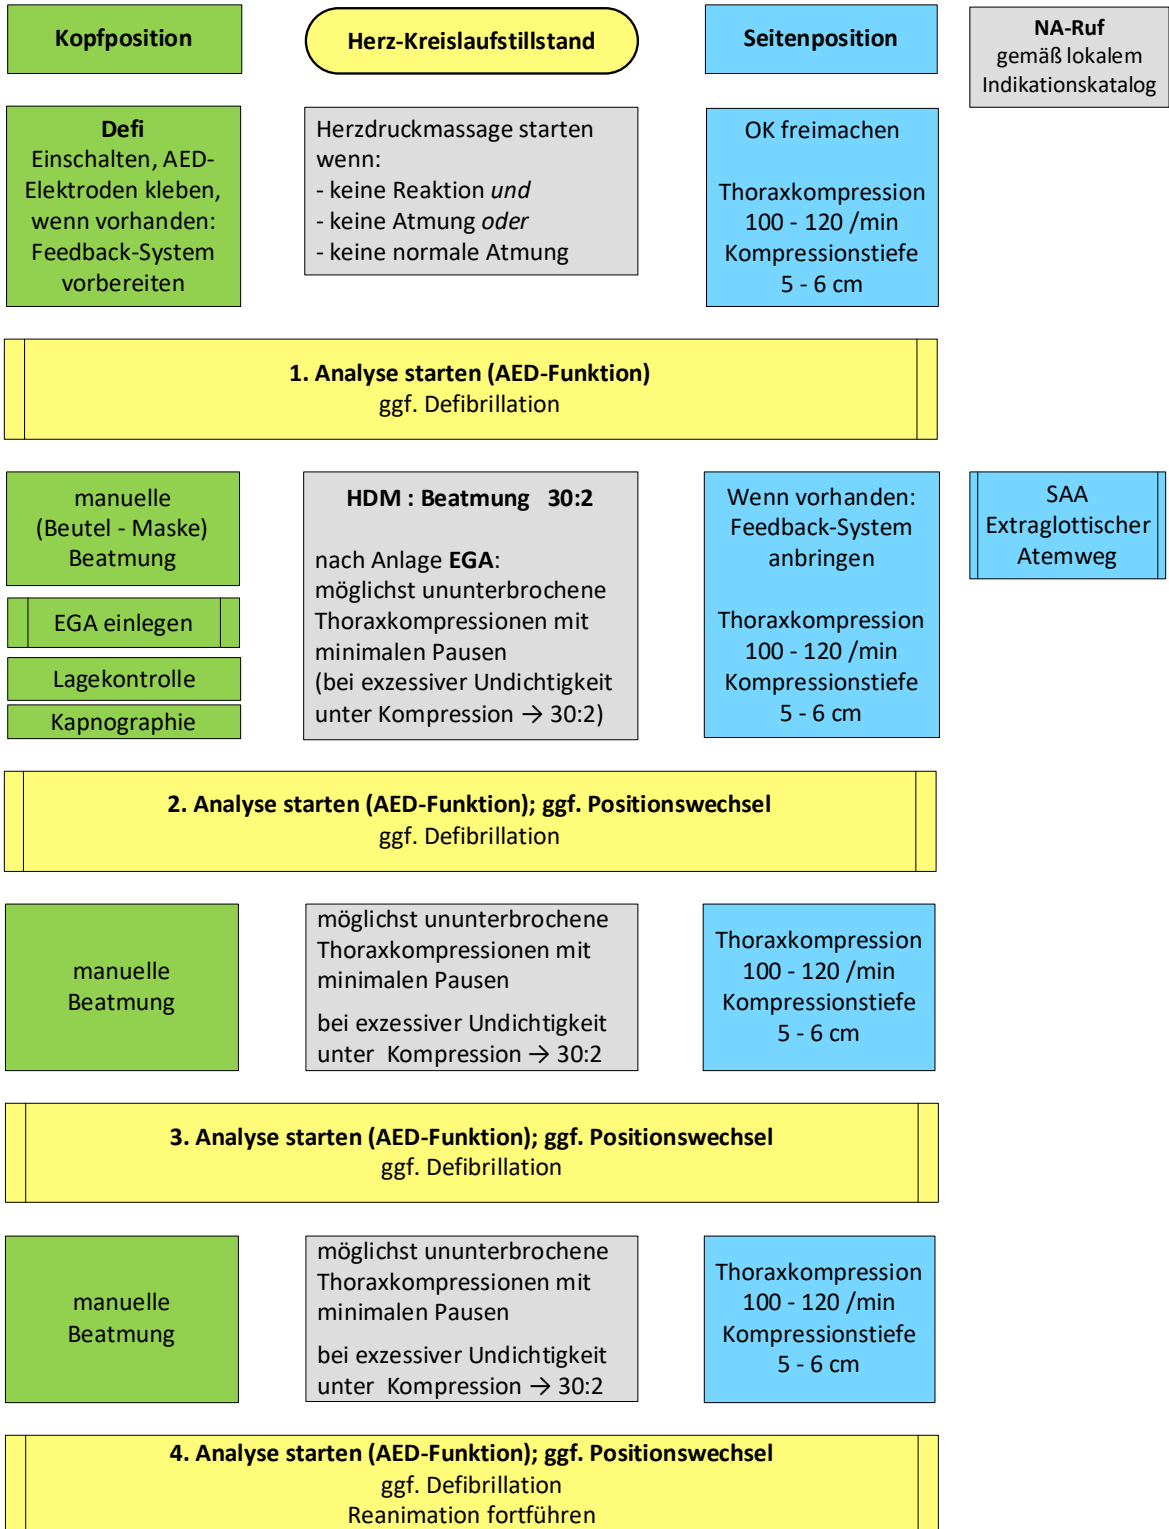 Kopfposition
Herz-Kreislaufstillstand
Seitenposition
NA-Ruf
gemäß lokalem
Indikationskatalog
Defi
Einschalten, AED-
Elektroden kleben,
wenn vorhanden:
Feedback-System
vorbereiten
Herzdruckmassage starten
wenn:
- keine Reaktion und
- keine Atmung oder
- keine normale Atmung
OK freimachen
Thoraxkompression
100 - 120 /min
Kompressionstiefe
5 - 6 cm
1. Analyse starten (AED-Funktion)
ggf. Defibrillation
manuelle
(Beutel - Maske)
Beatmung
EGA einlegen
Lagekontrolle
Kapnographie
HDM : Beatmung 30:2
nach Anlage EGA:
möglichst ununterbrochene
Thoraxkompressionen mit
minimalen Pausen
(bei exzessiver Undichtigkeit
unter Kompression → 30:2)
Wenn vorhanden:
Feedback-System
anbringen
Thoraxkompression
100 - 120 /min
Kompressionstiefe
5 - 6 cm
SAA
Extraglottischer
Atemweg
2. Analyse starten (AED-Funktion); ggf. Positionswechsel
ggf. Defibrillation
manuelle
Beatmung
möglichst ununterbrochene
Thoraxkompressionen mit
minimalen Pausen
bei exzessiver Undichtigkeit
unter Kompression → 30:2
Thoraxkompression
100 - 120 /min
Kompressionstiefe
5 - 6 cm
3. Analyse starten (AED-Funktion); ggf. Positionswechsel
ggf. Defibrillation
manuelle
Beatmung
möglichst ununterbrochene
Thoraxkompressionen mit
minimalen Pausen
bei exzessiver Undichtigkeit
unter Kompression → 30:2
Thoraxkompression
100 - 120 /min
Kompressionstiefe
5 - 6 cm
4. Analyse starten (AED-Funktion); ggf. Positionswechsel
ggf. Defibrillation
Reanimation fortführen